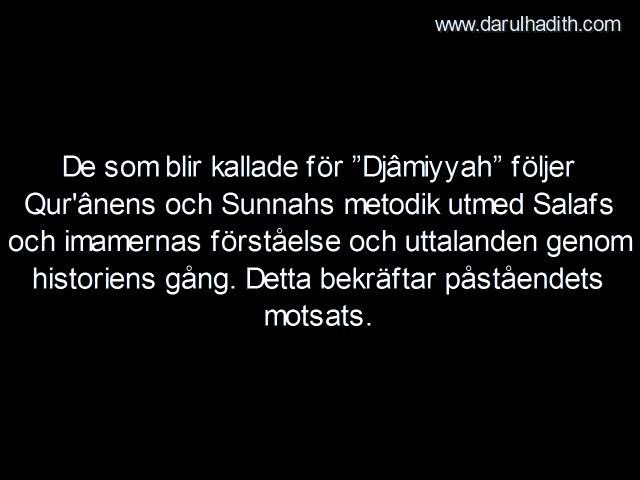 www.darulhadith.com
De som blir kallade för ”Djâmiyyah” följer
Qur'ânens och Sunnahs metodik utmed Salafs
och imamernas förståelse och uttalanden genom
historiens gång. Detta bekräftar påståendets
motsats.